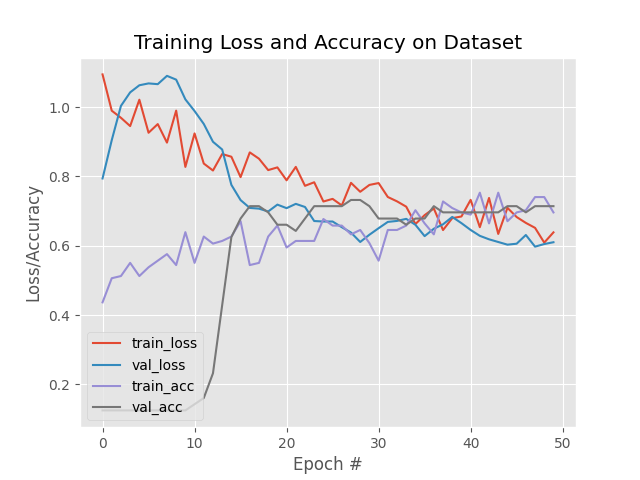 Training Loss and Accuracy on Dataset
Loss/Accuracy
1.0
0.8
0.6
0.4
0.2
train_loss
val_loss
train_acc
val_acc
0 10 20 30 40 50
Epoch #